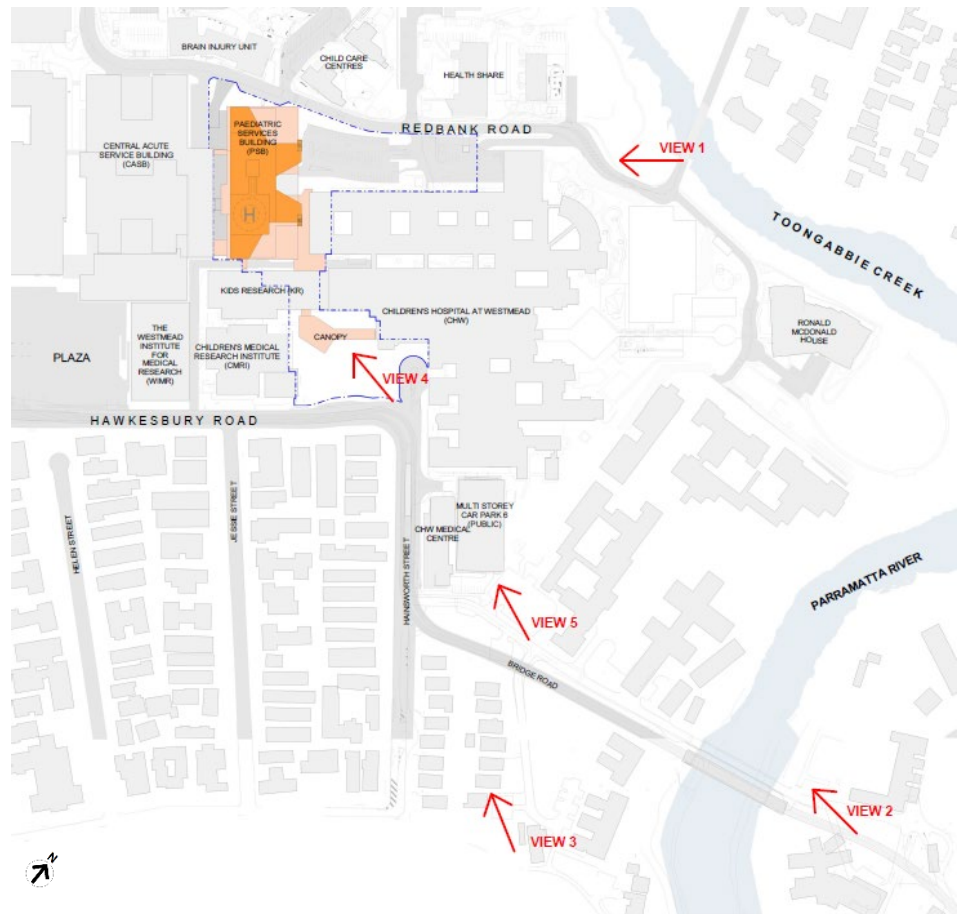 BRAIN INJURY UNIT
CHILD CARE
CENTRES
HEALTH SHARE
PAEDIATRIC
SERVICES
BUILDING
(PSB)
REDBANK ROAD
CENTRAL ACUTE
SERVICE BUILDING
(CASB)
VIEW 1
H
TOONGABBIE CREEK
KIDS RESEARCH (KR)
CHILDREN'S HOSPITAL AT WESTMEAD
(CHW)
RONALD
MCDONALD
HOUSE
CANOPY
THE
WESTMEAD
INSTITUTE
FOR
MEDICAL
RESEARCH
(WIMR)
CHILDREN'S MEDICAL
RESEARCH INSTITUTE
(CMRI)
PLAZA
VIEW 4
HAWKESBURY ROAD
HELEN STREET
JESSIE STREET
HAINSWORTH STREET
MULTI STOREY
CAR PARK 6
(PUBLIC)
CHW MEDICAL
CENTRE
PARRAMATTA RIVER
VIEW 5
BRIDGE ROAD
VIEW 2
VIEW 3
N